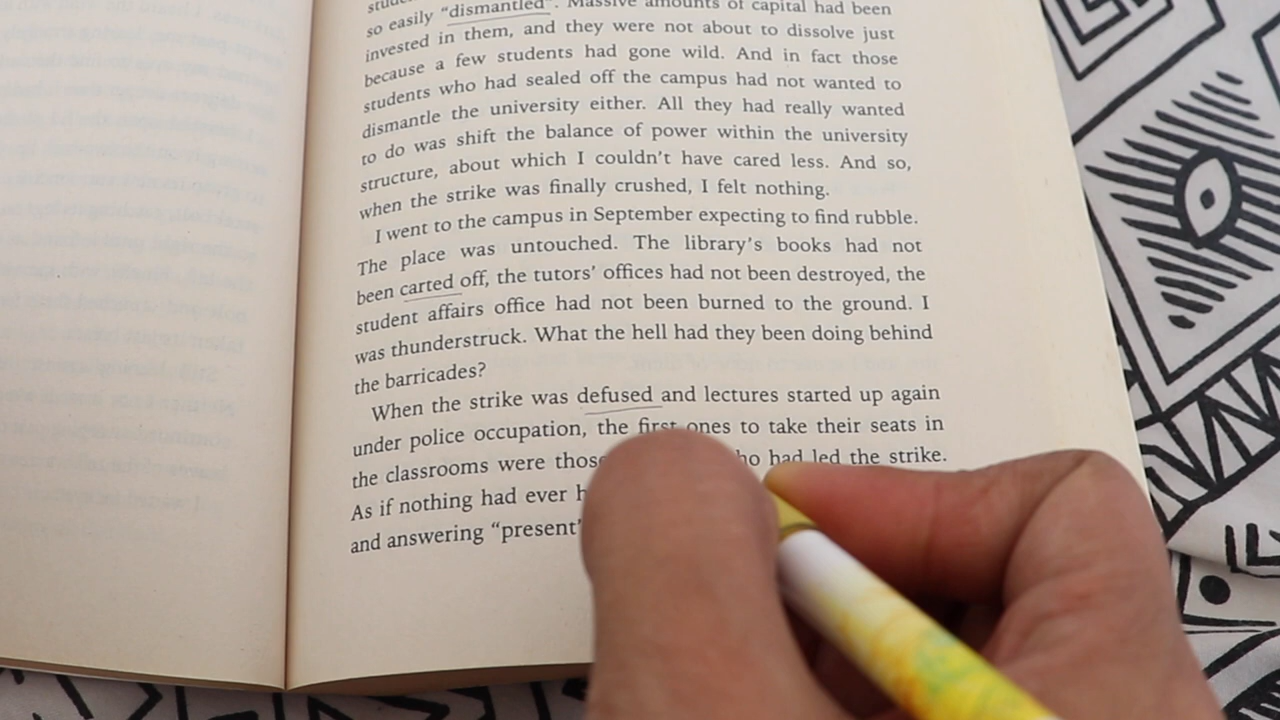 so easily “dismantled”. Massive amounts of capital had been
invested in them, and they were not about to dissolve just
because a few students had gone wild. And in fact those
students who had sealed off the campus had not wanted to
dismantle the university either. All they had really wanted
to do was shift the balance of power within the university
structure, about which I couldn’t have cared less. And so,
when the strike was finally crushed, I felt nothing.
I went to the campus in September expecting to find rubble.
The place was untouched. The library’s books had not
been carted off, the tutors’ offices had not been destroyed, the
student affairs office had not been burned to the ground. I
was thunderstruck. What the hell had they been doing behind
the barricades?
When the strike was defused and lectures started up again
under police occupation, the first ones to take their seats in
the classrooms were those had led the strike.
As if nothing had ever
and answering “present”